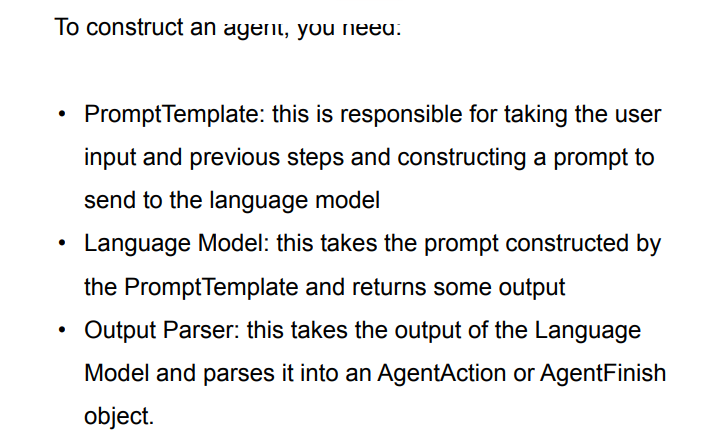 To construct an agent, you need:
• PromptTemplate: this is responsible for taking the user
input and previous steps and constructing a prompt to
send to the language model
• Language Model: this takes the prompt constructed by
the PromptTemplate and returns some output
• Output Parser: this takes the output of the Language
Model and parses it into an AgentAction or AgentFinish
object.